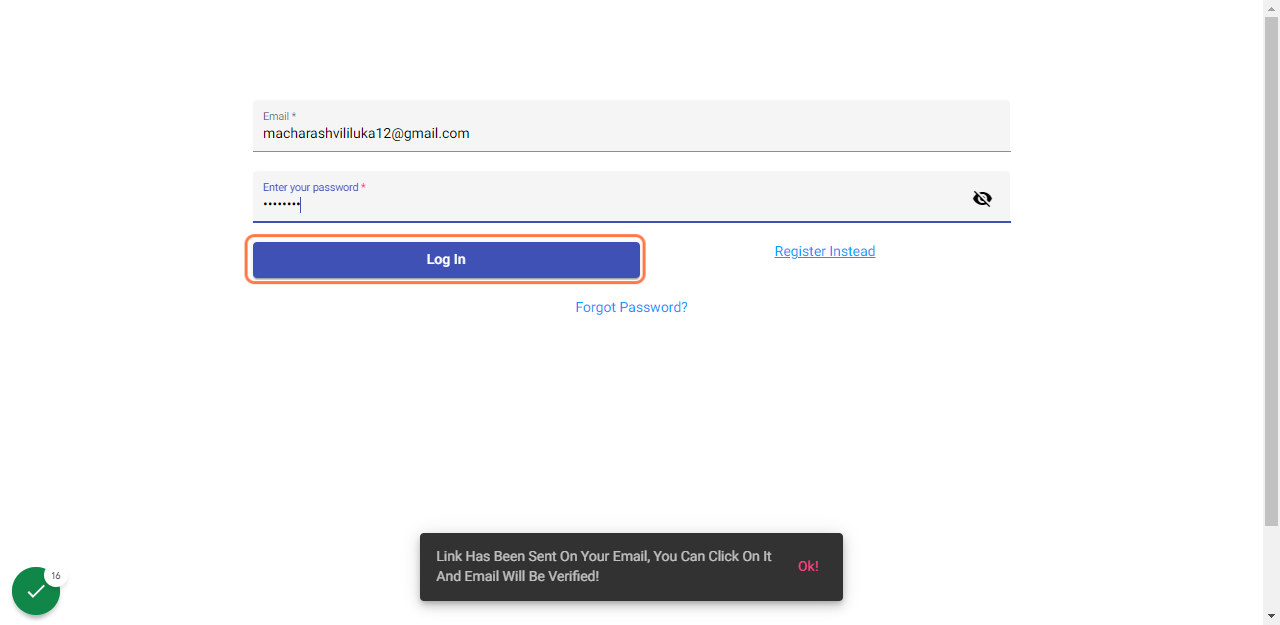 Email *
macharashvililuka12@gmail.com
Enter your password *
••••••••
Log In
Register Instead
Forgot Password?
Link Has Been Sent On Your Email, You Can Click On It
And Email Will Be Verified!
Ok!
16